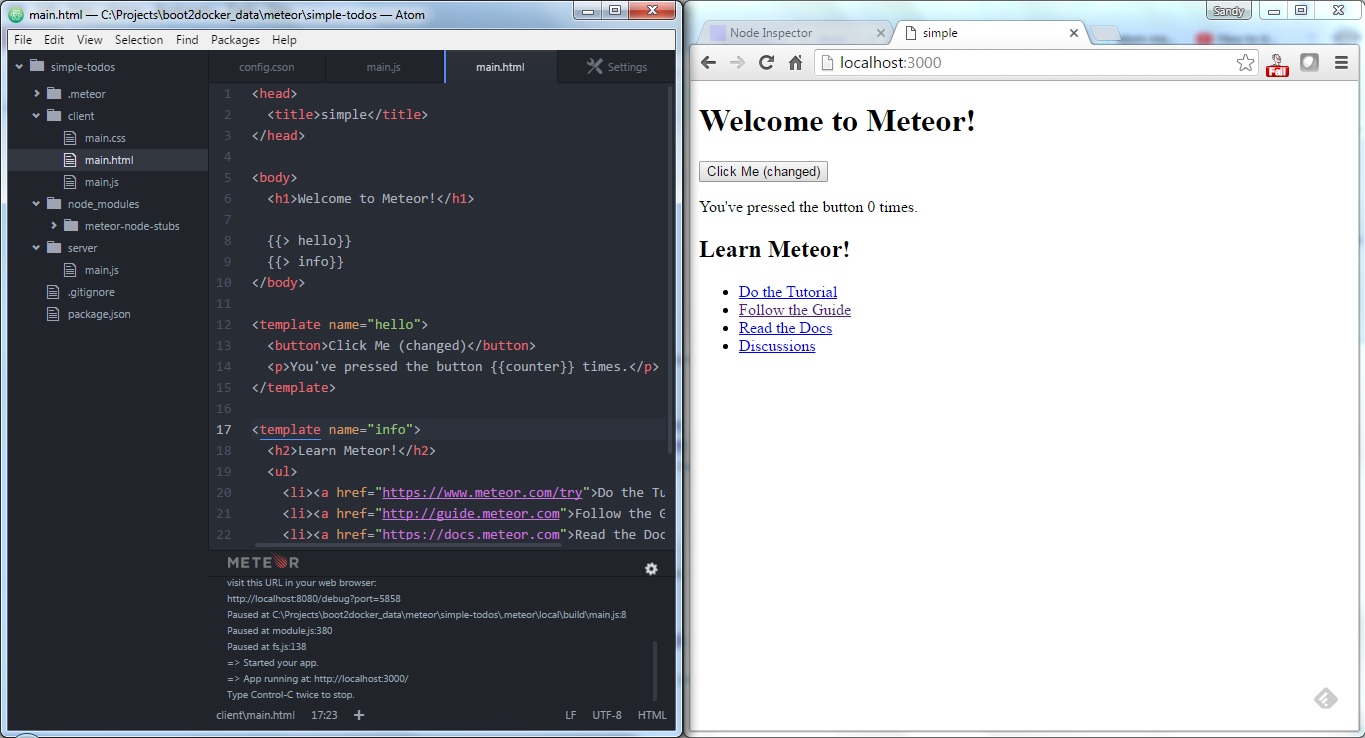 main.html — C:\Projects\boot2docker_data\meteor\simple-todos — Atom
File Edit View Selection Find Packages Help
simple-todos
.meteor
client
main.css
main.html
main.js
node_modules
meteor-node-stubs
server
main.js
.gitignore
package.json
config.cson main.js main.html Settings
1 <head>
2 <title>simple</title>
3 </head>
4
5 <body>
6 <h1>Welcome to Meteor!</h1>
7
8 {{> hello}}
9 {{> info}}
10 </body>
11
12 <template name="hello">
13 <button>Click Me (changed)</button>
14 <p>You've pressed the button {{counter}} times.</p>
15 </template>
16
17 <template name="info">
18 <h2>Learn Meteor!</h2>
19 <ul>
20 <li><a href="https://www.meteor.com/try">Do the Tu
21 <li><a href="http://guide.meteor.com">Follow the G
22 <li><a href="https://docs.meteor.com">Read the Doc
METEOR
visit this URL in your web browser:
http://localhost:8080/debug?port=5858
Paused at C:\Projects\boot2docker_data\meteor\simple-todos\.meteor\local\build\main.js:8
Paused at module.js:380
Paused at fs.js:138
=> Started your app.
=> App running at: http://localhost:3000/
Type Control-C twice to stop.
client\main.html 17:23 LF UTF-8 HTML
Sandy
Node Inspector simple
localhost:3000
Fail
Welcome to Meteor!
Click Me (changed)
You've pressed the button 0 times.
Learn Meteor!
Do the Tutorial
Follow the Guide
Read the Docs
Discussions